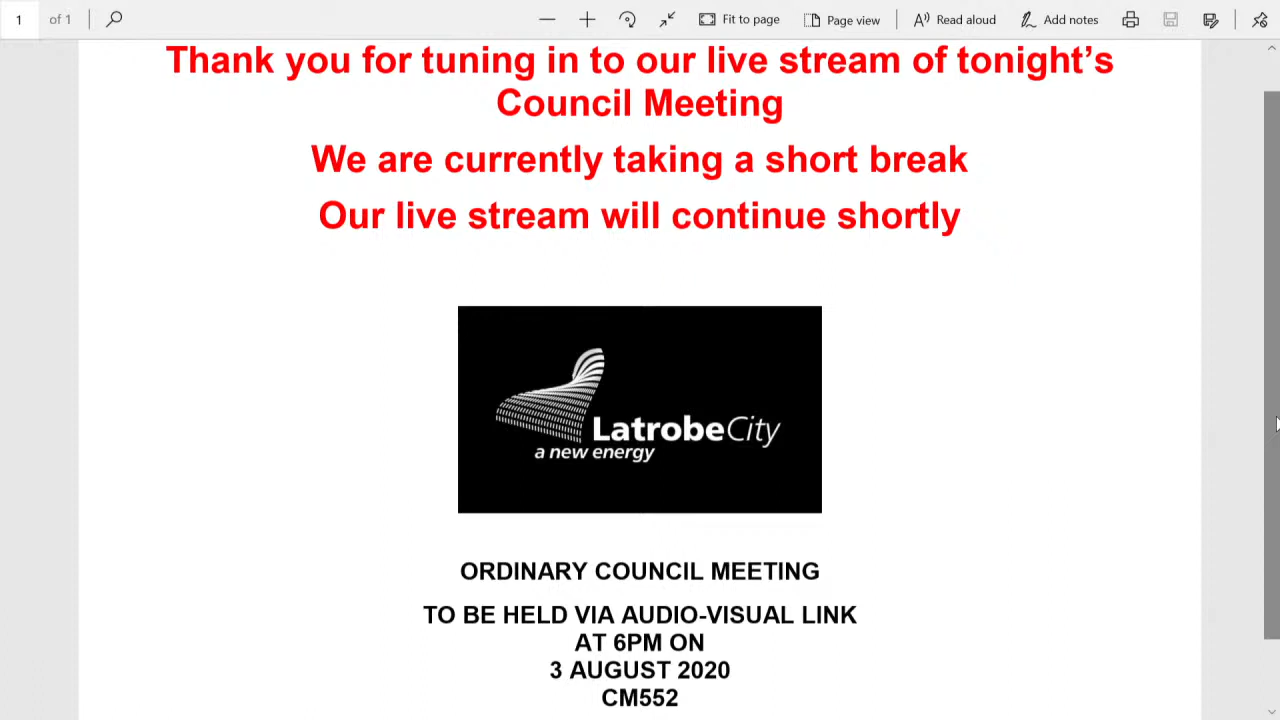 1 of 1 Fit to page Page view Read aloud Add notes
Thank you for tuning in to our live stream of tonight's
Council Meeting
We are currently taking a short break
Our live stream will continue shortly
LatrobeCity
a new energy
ORDINARY COUNCIL MEETING
TO BE HELD VIA AUDIO-VISUAL LINK
AT 6PM ON
3 AUGUST 2020
CM552